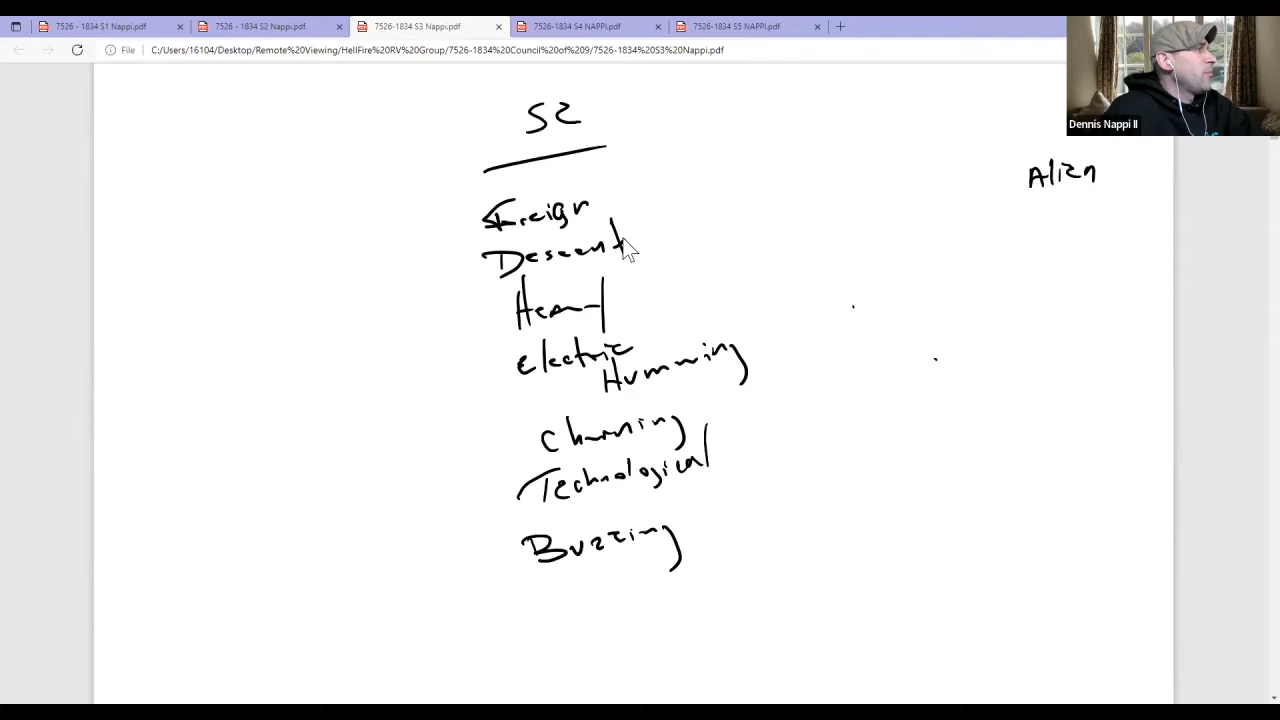 7526 - 1834 S1 Nappi.pdf
7526 - 1834 S2 Nappi.pdf
7526-1834 S3 Nappi.pdf
7526-1834 S4 NAPPI.pdf
7526-1834 S5 NAPPI.pdf
File
C:/Users/16104/Desktop/Remote%20Viewing/HellFire%20RV%20Group/7526-1834%20Council%20of%209/7526-1834%20S3%20Nappi.pdf
Dennis Nappi II
S2
Alien
Foreign
Descent
Heavy
Electric
Humming
Churning
Technological
Buzzing